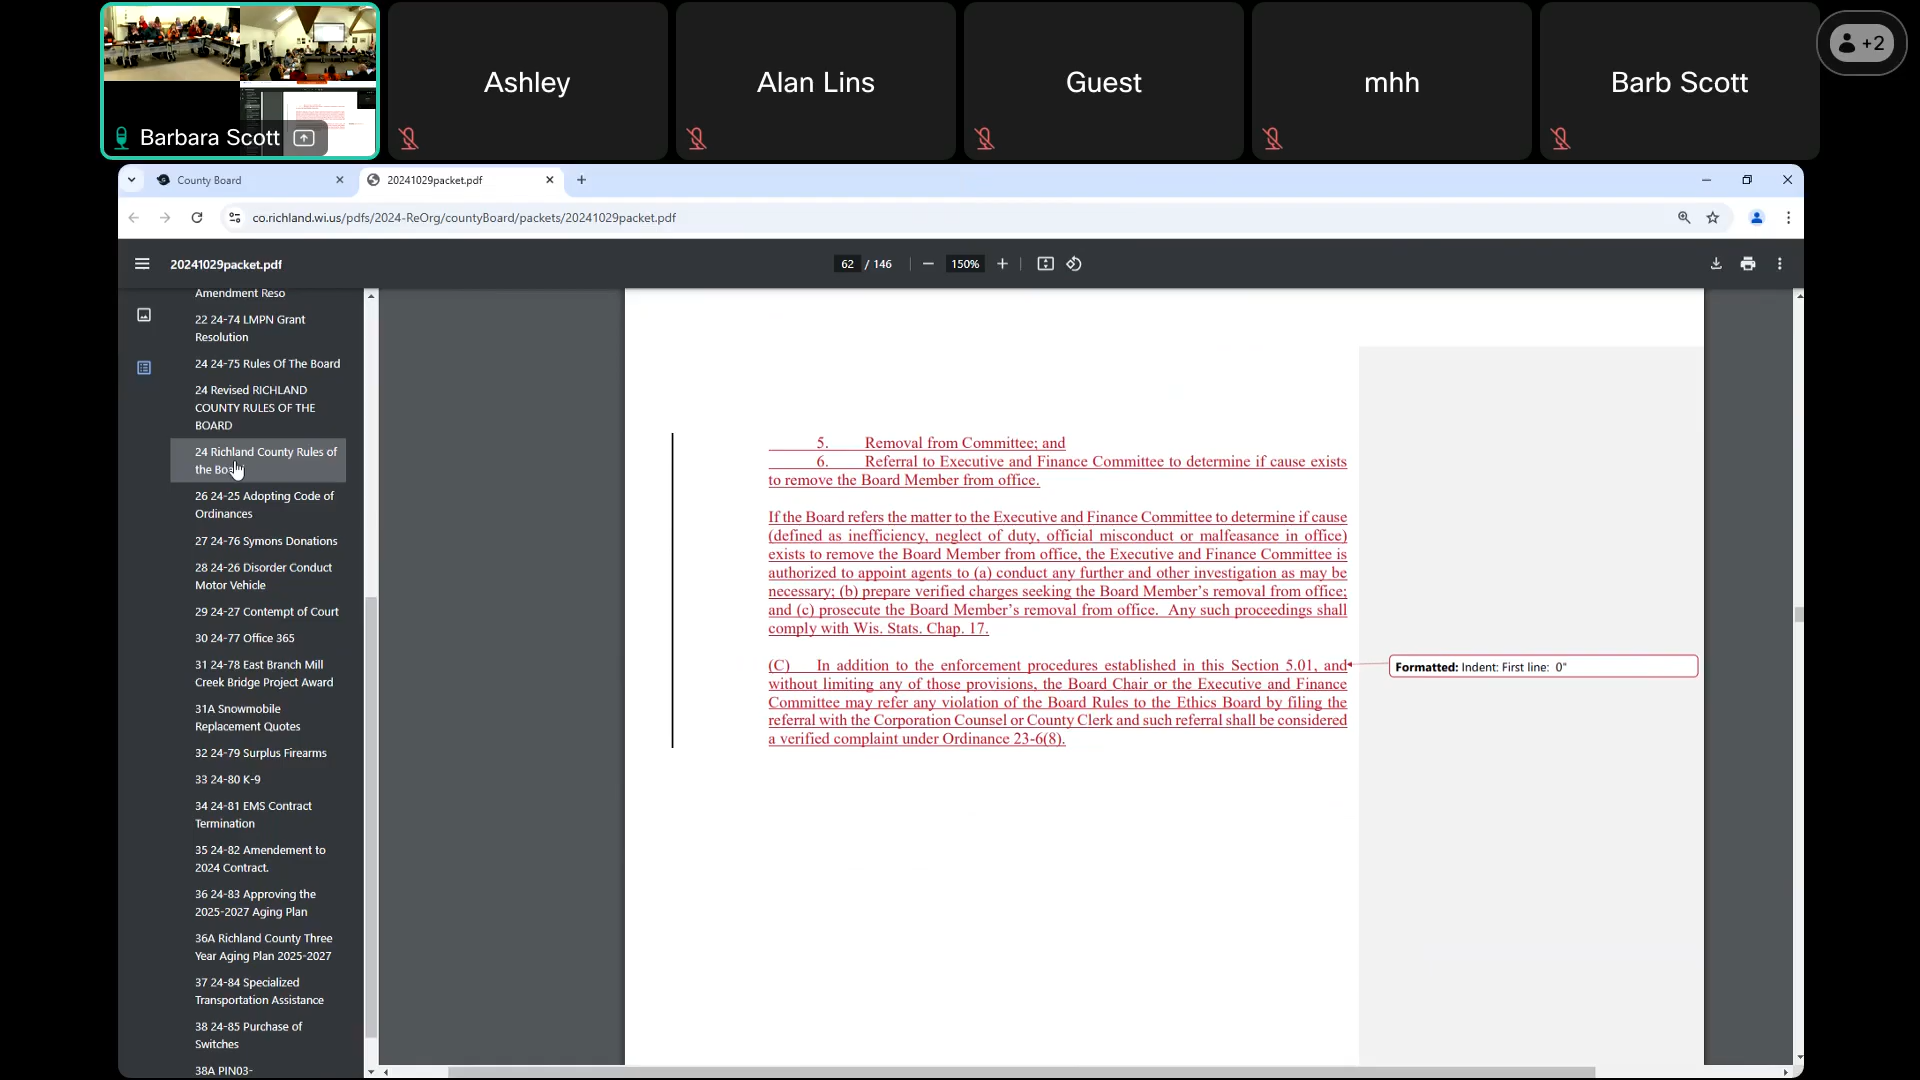 Barbara Scott
Ashley
Alan Lins
Guest
mhh
Barb Scott
+2
County Board
20241029packet.pdf
co.richland.wi.us/pdfs/2024-ReOrg/countyBoard/packets/20241029packet.pdf
20241029packet.pdf
62 / 146
150%
Amendment Reso
22 24-74 LMPN Grant
Resolution
24 24-75 Rules Of The Board
24 Revised RICHLAND
COUNTY RULES OF THE
BOARD
24 Richland County Rules of
the Board
26 24-25 Adopting Code of
Ordinances
27 24-76 Symons Donations
28 24-26 Disorder Conduct
Motor Vehicle
29 24-27 Contempt of Court
30 24-77 Office 365
31 24-78 East Branch Mill
Creek Bridge Project Award
31A Snowmobile
Replacement Quotes
32 24-79 Surplus Firearms
33 24-80 K-9
34 24-81 EMS Contract
Termination
35 24-82 Amendement to
2024 Contract.
36 24-83 Approving the
2025-2027 Aging Plan
36A Richland County Three
Year Aging Plan 2025-2027
37 24-84 Specialized
Transportation Assistance
38 24-85 Purchase of
Switches
38A PIN03-
5. Removal from Committee; and
6. Referral to Executive and Finance Committee to determine if cause exists
to remove the Board Member from office.
If the Board refers the matter to the Executive and Finance Committee to determine if cause
(defined as inefficiency, neglect of duty, official misconduct or malfeasance in office)
exists to remove the Board Member from office, the Executive and Finance Committee is
authorized to appoint agents to (a) conduct any further and other investigation as may be
necessary; (b) prepare verified charges seeking the Board Member's removal from office;
and (c) prosecute the Board Member's removal from office. Any such proceedings shall
comply with Wis. Stats. Chap. 17.
(C) In addition to the enforcement procedures established in this Section 5.01, and
without limiting any of those provisions, the Board Chair or the Executive and Finance
Committee may refer any violation of the Board Rules to the Ethics Board by filing the
referral with the Corporation Counsel or County Clerk and such referral shall be considered
a verified complaint under Ordinance 23-6(8).
Formatted: Indent: First line: 0"